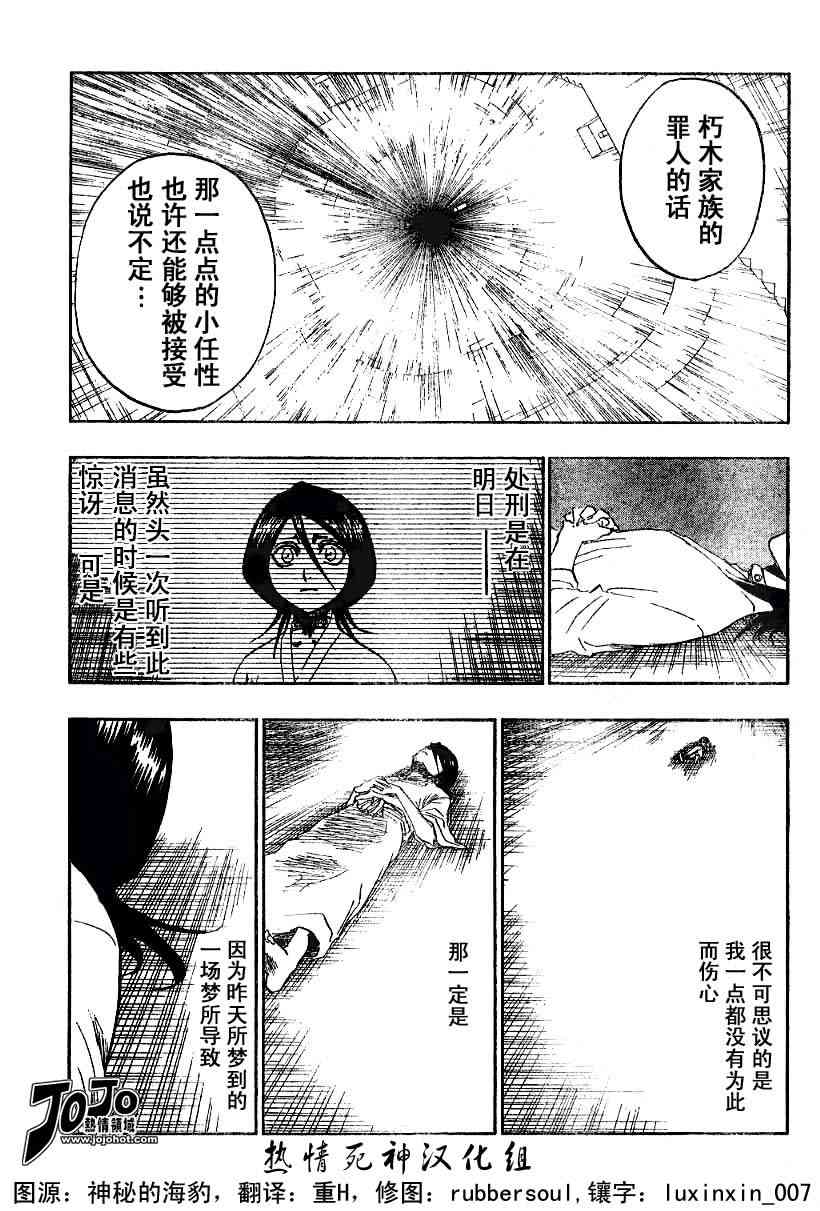 朽木家族的
罪人的话
那一点点的小任性
也许还能够被接受
也说不定…
处刑是在
明日——
虽然头一次听到此
消息的时候是有些
惊讶　可是
很不可思议的是
我一点都没有为此
而伤心
那一定是
因为昨天所梦到的
一场梦所导致
JOJO
熱情領域
www.jojohot.com
热情死神汉化组
图源：神秘的海豹，翻译：重H，修图：rubbersoul,镶字：luxinxin_007